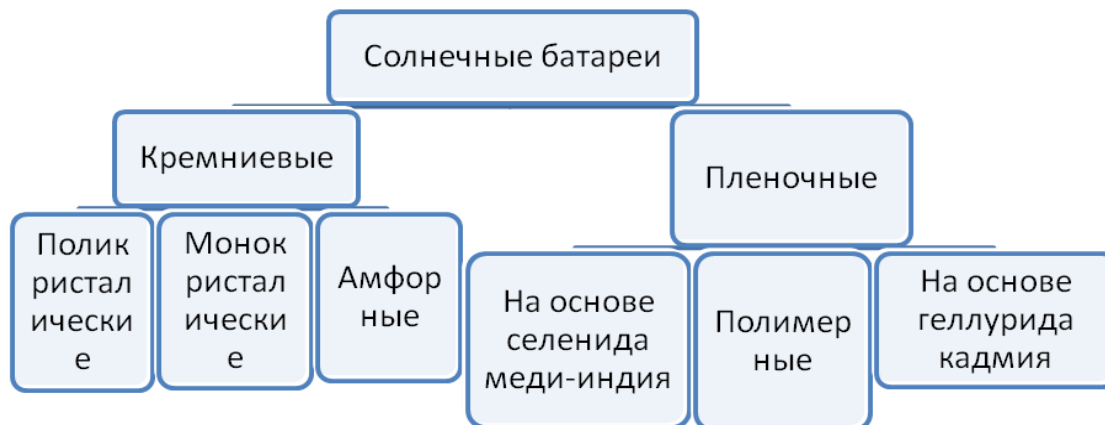 Солнечные батареи
Кремниевые
Пленочные
Полик
ристал
ически
е
Монок
ристал
ически
е
Амфор
ные
На основе
селенида
меди-индия
Полимер
ные
На основе
геллурида
кадмия